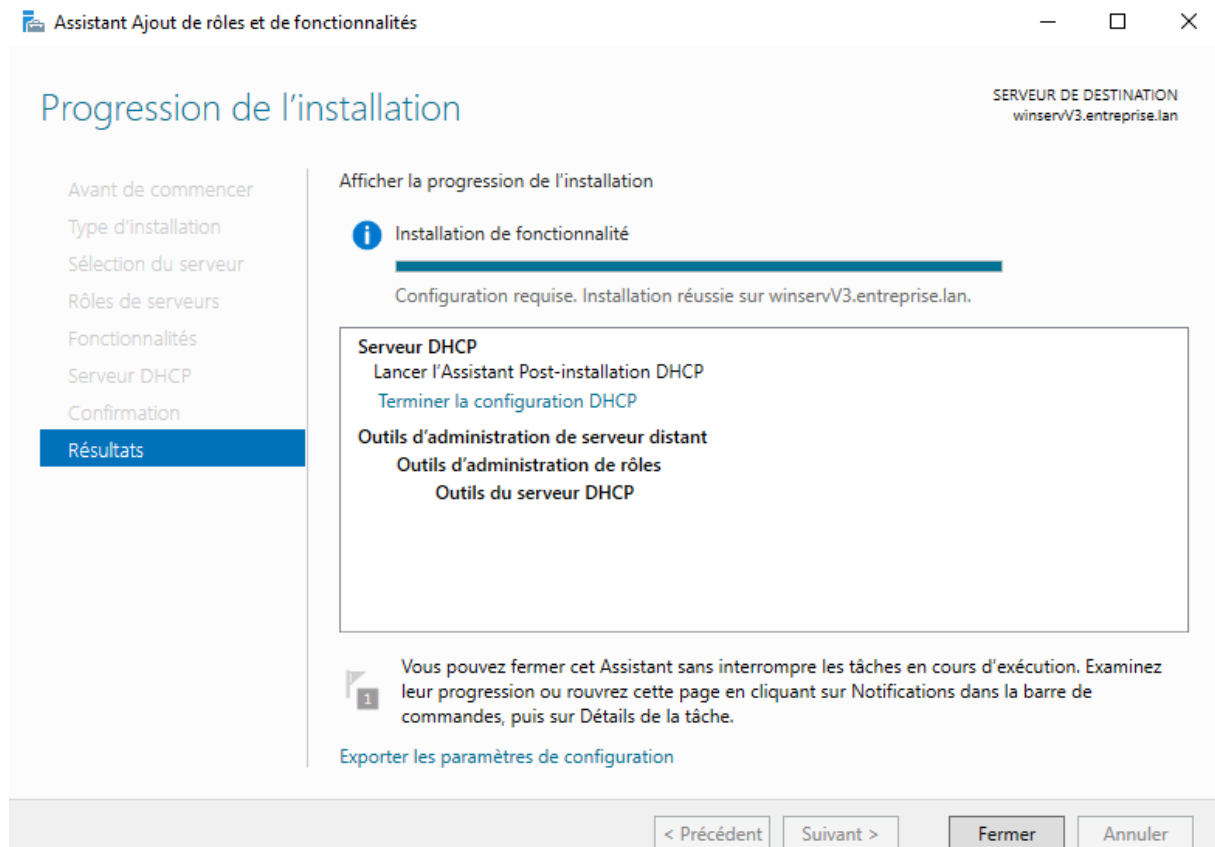 Assistant Ajout de rôles et de fonctionnalités
Progression de l’installation
SERVEUR DE DESTINATION
winservV3.entreprise.lan
Avant de commencer
Type d’installation
Sélection du serveur
Rôles de serveurs
Fonctionnalités
Serveur DHCP
Confirmation
Résultats
Afficher la progression de l’installation
Installation de fonctionnalité
Configuration requise. Installation réussie sur winservV3.entreprise.lan.
Serveur DHCP
Lancer l’Assistant Post-installation DHCP
Terminer la configuration DHCP
Outils d’administration de serveur distant
Outils d’administration de rôles
Outils du serveur DHCP
1
Vous pouvez fermer cet Assistant sans interrompre les tâches en cours d’exécution. Examinez
leur progression ou rouvrez cette page en cliquant sur Notifications dans la barre de
commandes, puis sur Détails de la tâche.
Exporter les paramètres de configuration
< Précédent
Suivant >
Fermer
Annuler